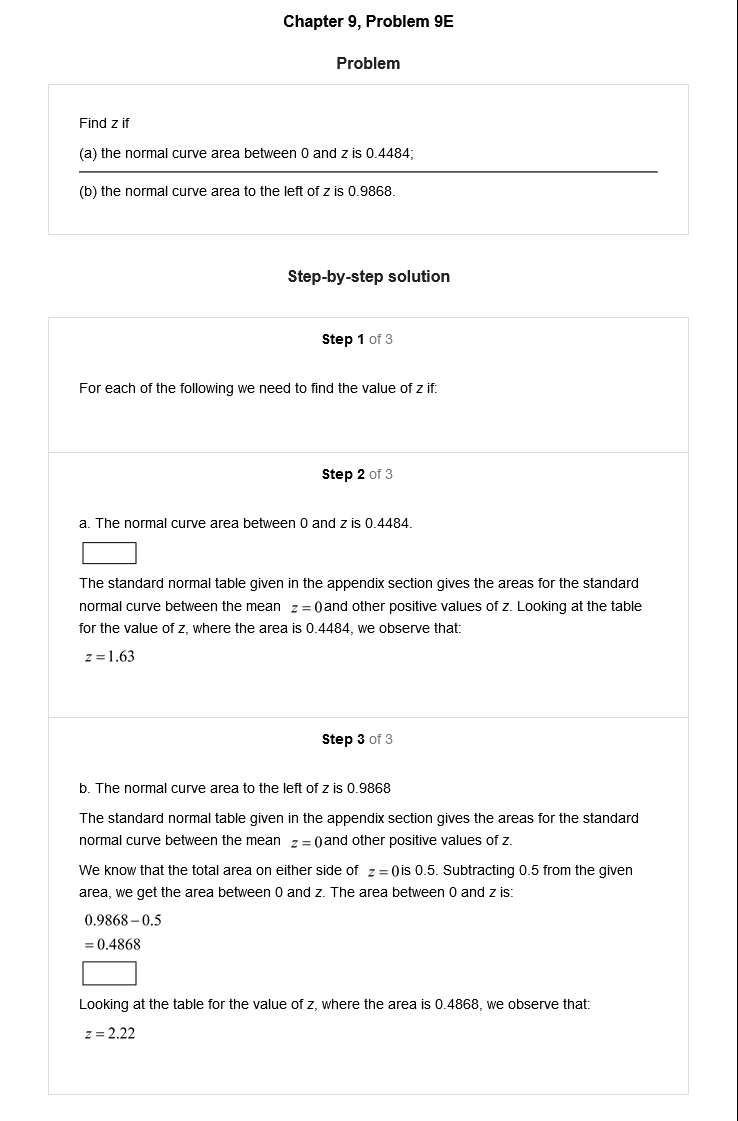 Chapter 9, Problem 9E
Problem
Find z if
(a) the normal curve area between 0 and z is 0.4484;
(b) the normal curve area to the left of z is 0.9868.
Step-by-step solution
Step 1 of 3
For each of the following we need to find the value of z if:
Step 2 of 3
a. The normal curve area between 0 and z is 0.4484.
The standard normal table given in the appendix section gives the areas for the standard
normal curve between the mean z = 0 and other positive values of z. Looking at the table
for the value of z, where the area is 0.4484, we observe that:
z = 1.63
Step 3 of 3
b. The normal curve area to the left of z is 0.9868
The standard normal table given in the appendix section gives the areas for the standard
normal curve between the mean z = 0 and other positive values of z.
We know that the total area on either side of z = 0 is 0.5. Subtracting 0.5 from the given
area, we get the area between 0 and z. The area between 0 and z is:
0.9868 – 0.5
= 0.4868
Looking at the table for the value of z, where the area is 0.4868, we observe that:
z = 2.22